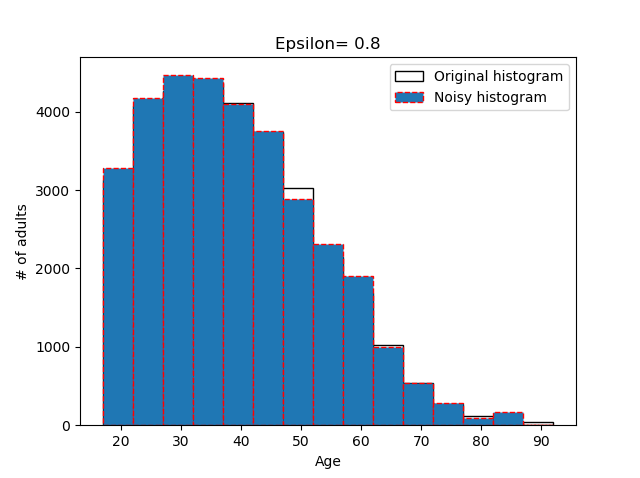 Epsilon= 0.8
Original histogram
Noisy histogram
4000
3000
2000
1000
0
20 30 40 50 60 70 80 90
# of adults
Age